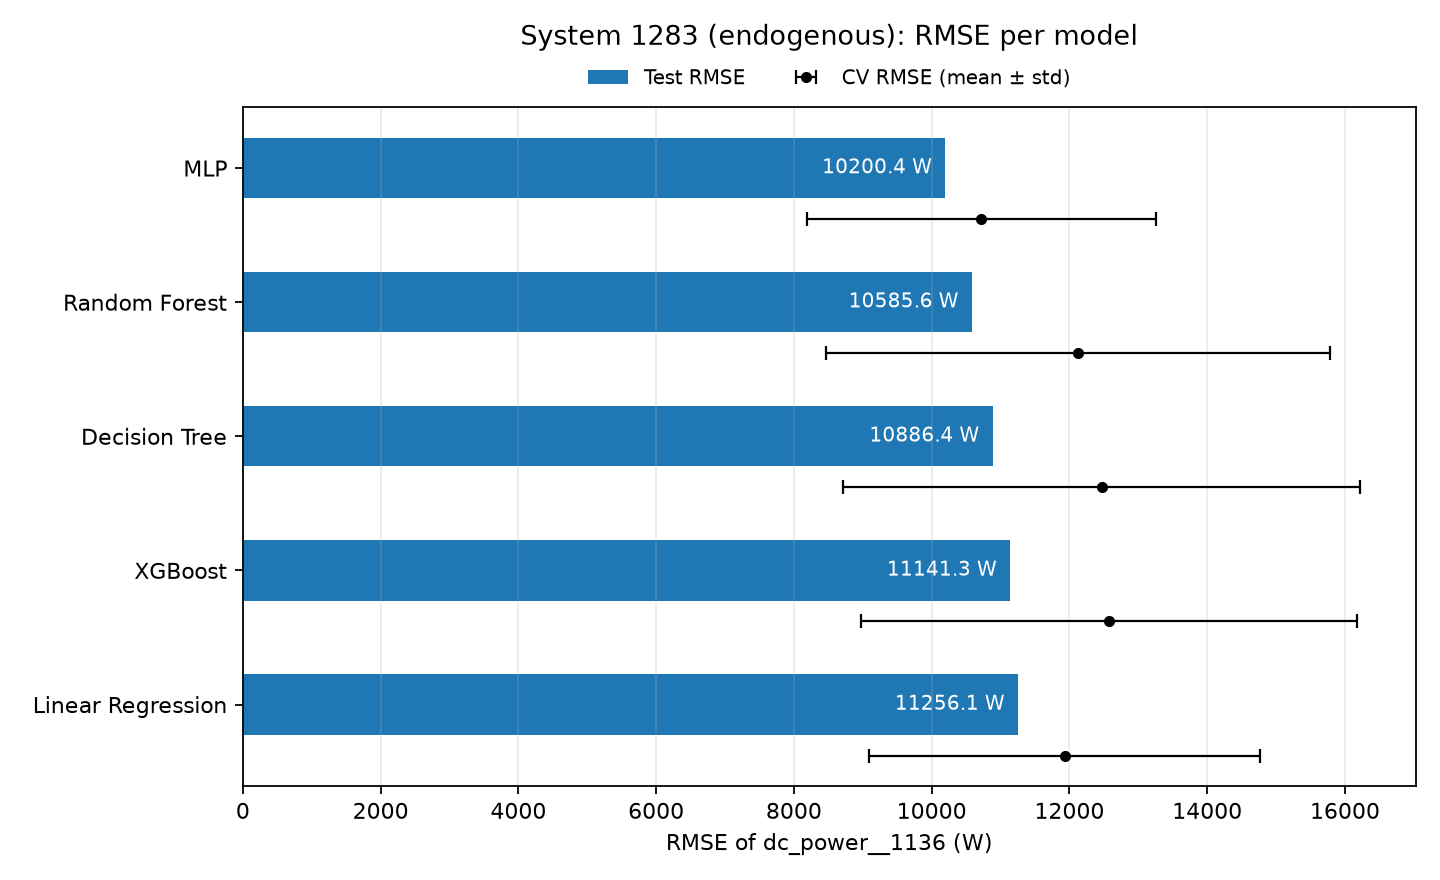 System 1283 (endogenous): RMSE per model
Test RMSE
CV RMSE (mean ± std)
MLP
10200.4 W
Random Forest
10585.6 W
Decision Tree
10886.4 W
XGBoost
11141.3 W
Linear Regression
11256.1 W
0 2000 4000 6000 8000 10000 12000 14000 16000
RMSE of dc_power__1136 (W)